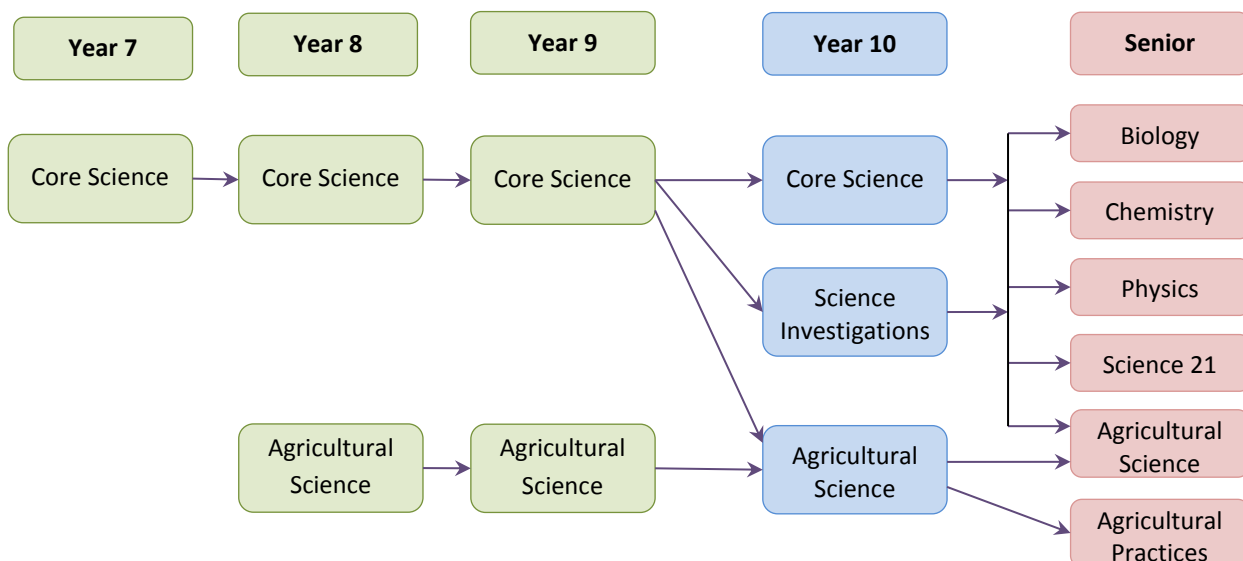 Year 7
Year 8
Year 9
Year 10
Senior
Core Science
Core Science
Core Science
Core Science
Biology
Chemistry
Science
Investigations
Physics
Science 21
Agricultural
Science
Agricultural
Science
Agricultural
Science
Agricultural
Science
Agricultural
Practices